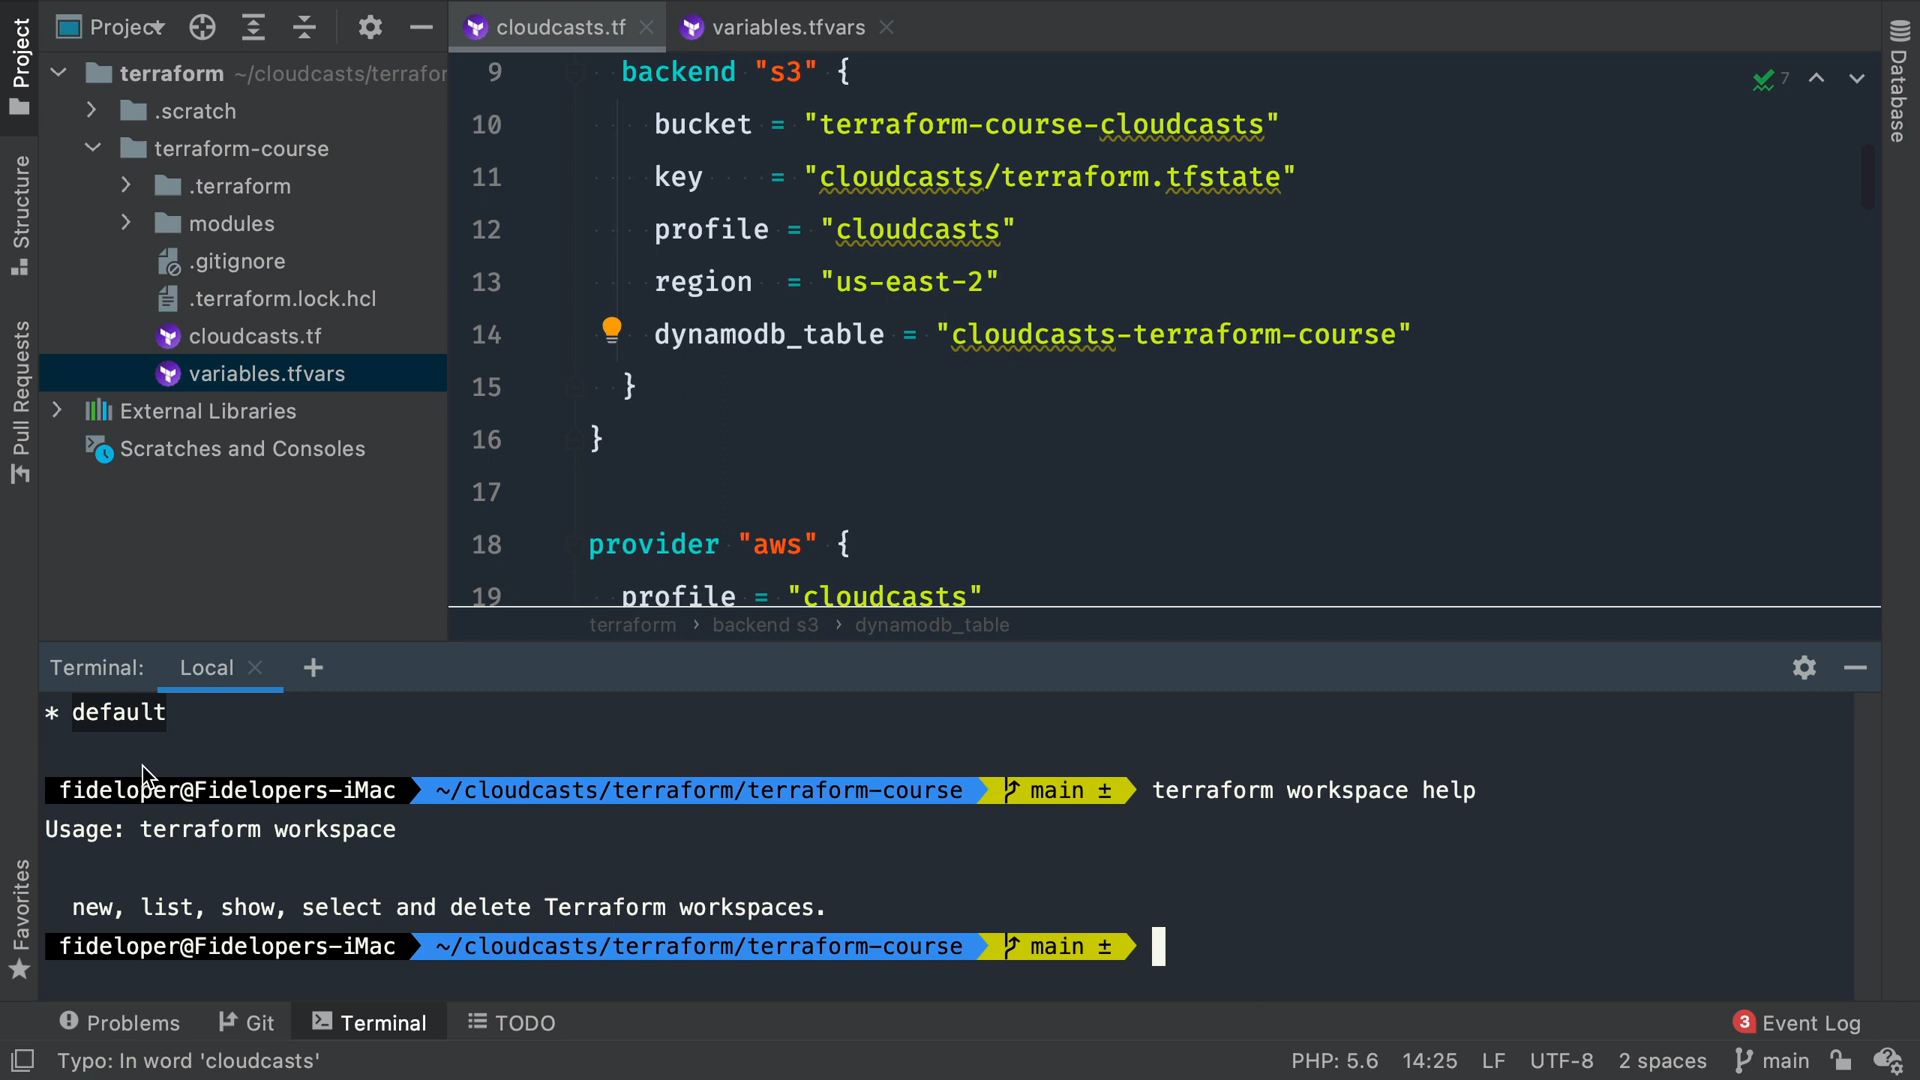 Project
cloudcasts.tf
variables.tfvars
Project
Structure
Pull Requests
Favorites
Database
terraform ~/cloudcasts/terrafor
.scratch
terraform-course
.terraform
modules
.gitignore
.terraform.lock.hcl
cloudcasts.tf
variables.tfvars
External Libraries
Scratches and Consoles
7
9 backend "s3" {
10 bucket = "terraform-course-cloudcasts"
11 key = "cloudcasts/terraform.tfstate"
12 profile = "cloudcasts"
13 region = "us-east-2"
14 dynamodb_table = "cloudcasts-terraform-course"
15 }
16 }
17
18 provider "aws" {
19 profile = "cloudcasts"
terraform › backend s3 › dynamodb_table
Terminal: Local
* default
fideloper@Fidelopers-iMac ~/cloudcasts/terraform/terraform-course main ± terraform workspace help
Usage: terraform workspace
new, list, show, select and delete Terraform workspaces.
fideloper@Fidelopers-iMac ~/cloudcasts/terraform/terraform-course main ±
Problems Git Terminal TODO 3 Event Log
Typo: In word 'cloudcasts' PHP: 5.6 14:25 LF UTF-8 2 spaces main